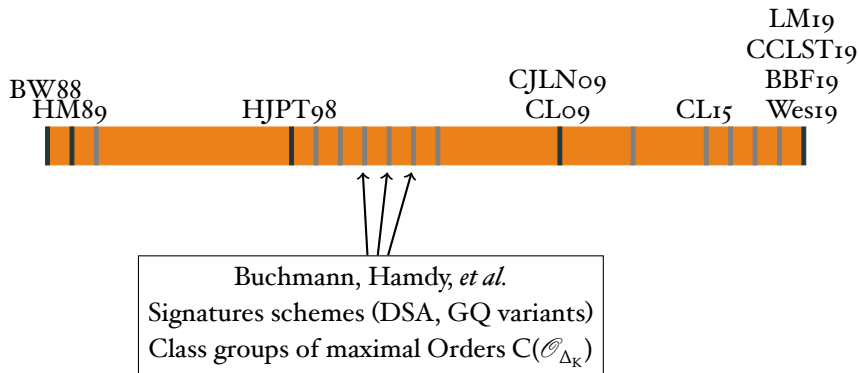 LM19
CCLST19
BW88 CJLN09 BBF19
HM89 HJPT98 CL09 CL15 Wes19
Buchmann, Hamdy, et al.
Signatures schemes (DSA, GQ variants)
Class groups of maximal Orders C(𝒪_{Δ_K})